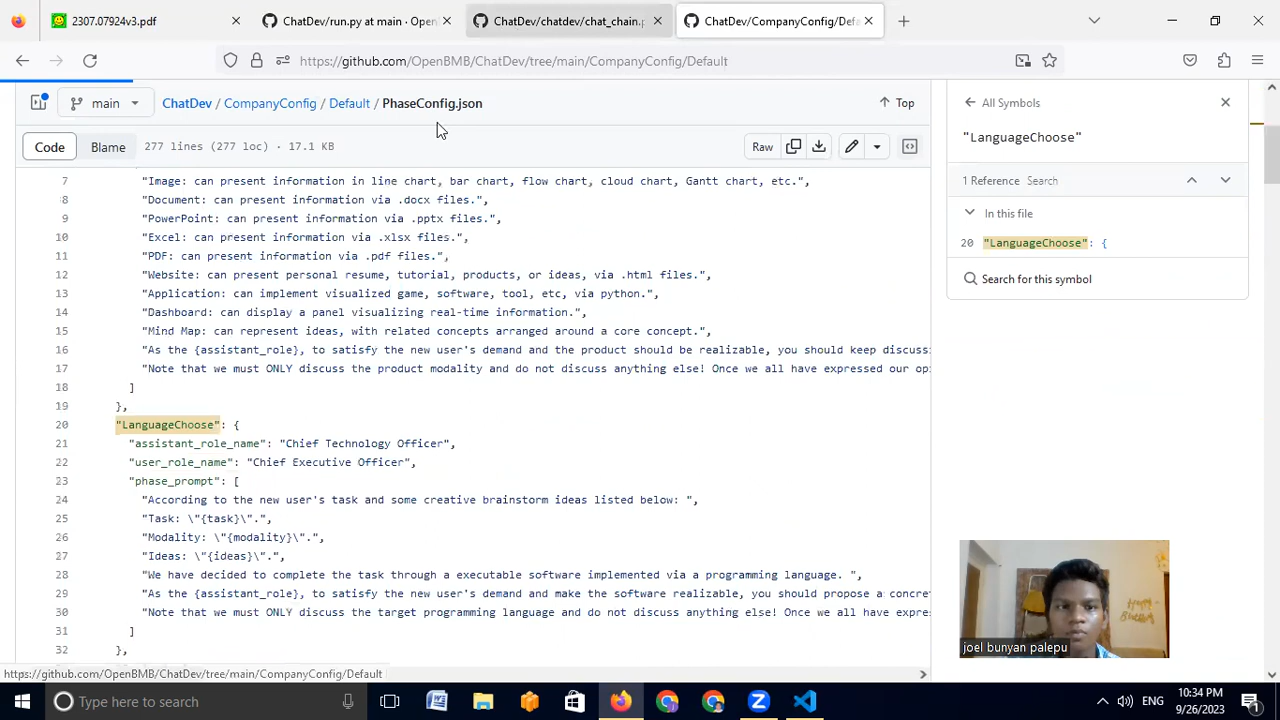 2307.07924v3.pdf
ChatDev/run.py at main · Open
ChatDev/chatdev/chat_chain.p
ChatDev/CompanyConfig/Defa
https://github.com/OpenBMB/ChatDev/tree/main/CompanyConfig/Default
main
ChatDev / CompanyConfig / Default / PhaseConfig.json
Top
Code
Blame
277 lines (277 loc) · 17.1 KB
Raw
7 "Image: can present information in line chart, bar chart, flow chart, cloud chart, Gantt chart, etc.",
8 "Document: can present information via .docx files.",
9 "PowerPoint: can present information via .pptx files.",
10 "Excel: can present information via .xlsx files.",
11 "PDF: can present information via .pdf files.",
12 "Website: can present personal resume, tutorial, products, or ideas, via .html files.",
13 "Application: can implement visualized game, software, tool, etc, via python.",
14 "Dashboard: can display a panel visualizing real-time information.",
15 "Mind Map: can represent ideas, with related concepts arranged around a core concept.",
16 "As the {assistant_role}, to satisfy the new user's demand and the product should be realizable, you should keep discuss
17 "Note that we must ONLY discuss the product modality and do not discuss anything else! Once we all have expressed our op
18 ]
19 },
20 "LanguageChoose": {
21 "assistant_role_name": "Chief Technology Officer",
22 "user_role_name": "Chief Executive Officer",
23 "phase_prompt": [
24 "According to the new user's task and some creative brainstorm ideas listed below: ",
25 "Task: \"{task}\".",
26 "Modality: \"{modality}\".",
27 "Ideas: \"{ideas}\".",
28 "We have decided to complete the task through a executable software implemented via a programming language. ",
29 "As the {assistant_role}, to satisfy the new user's demand and make the software realizable, you should propose a concre
30 "Note that we must ONLY discuss the target programming language and do not discuss anything else! Once we all have expre
31 ]
32 },
All Symbols
"LanguageChoose"
1 Reference Search
In this file
20 "LanguageChoose": {
Search for this symbol
joel bunyan palepu
https://github.com/OpenBMB/ChatDev/tree/main/CompanyConfig/Default
Type here to search
ENG
10:34 PM
9/26/2023
1